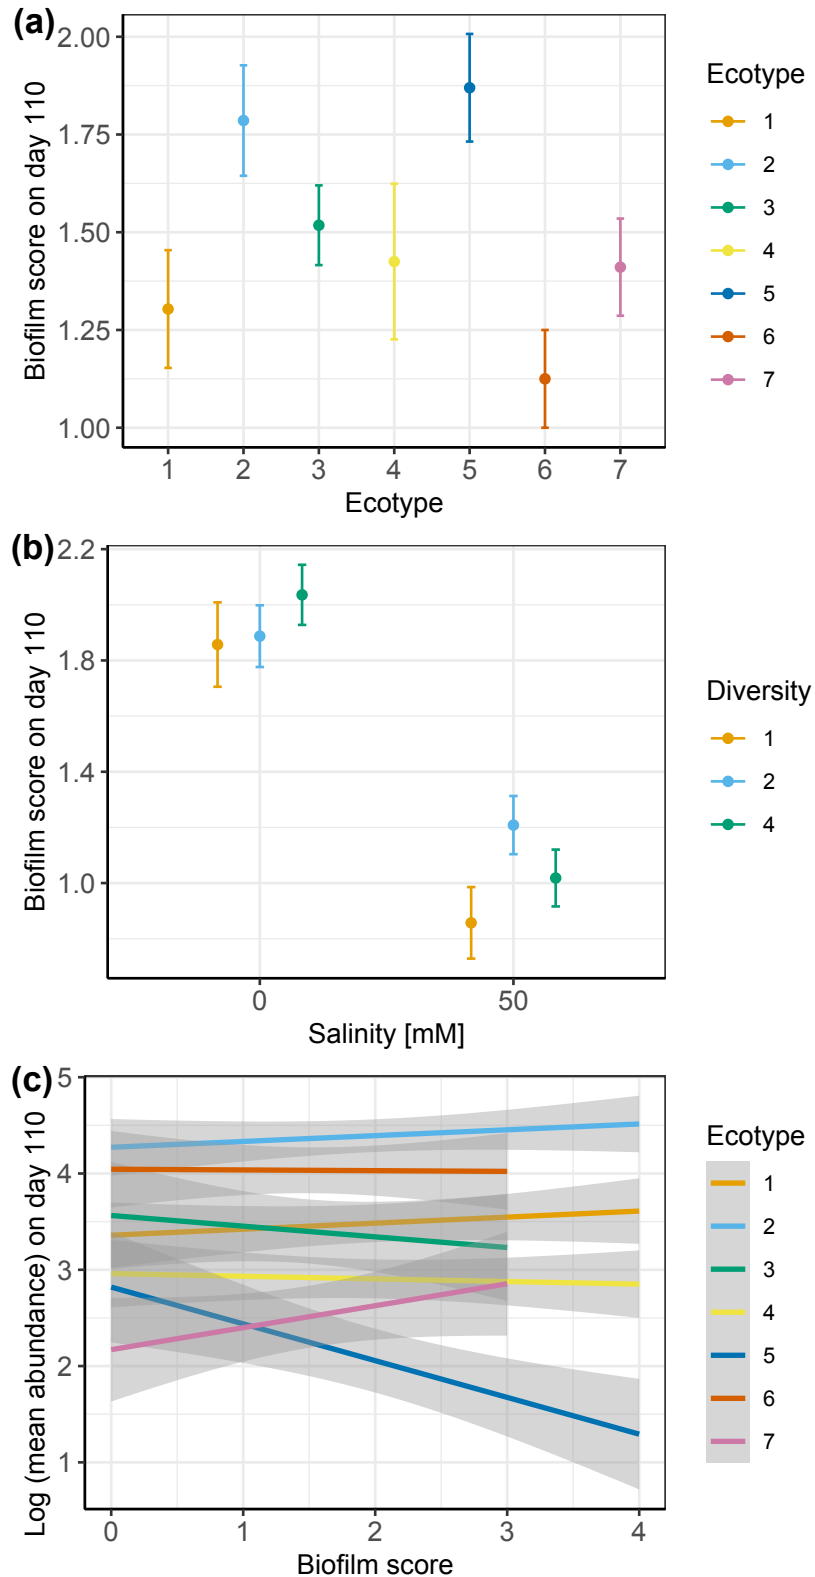 (a)
Biofilm score on day 110
2.00
1.75
1.50
1.25
1.00
1 2 3 4 5 6 7
Ecotype
Ecotype
1
2
3
4
5
6
7
(b)
Biofilm score on day 110
2.2
1.8
1.4
1.0
0 50
Salinity [mM]
Diversity
1
2
4
(c)
Log (mean abundance) on day 110
5
4
3
2
1
0 1 2 3 4
Biofilm score
Ecotype
1
2
3
4
5
6
7